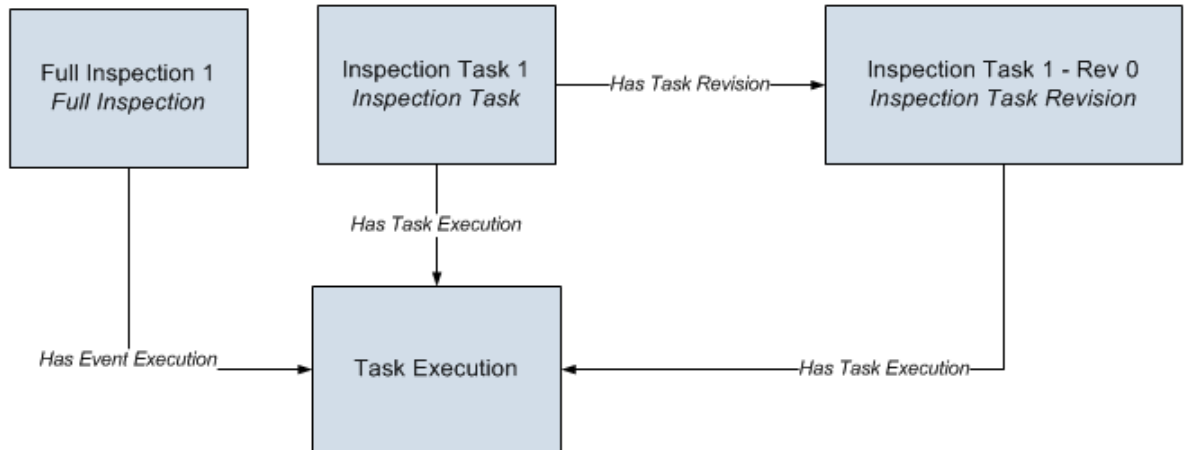 Full Inspection 1
Full Inspection
Inspection Task 1
Inspection Task
Has Task Revision
Inspection Task 1 - Rev 0
Inspection Task Revision
Has Task Execution
Has Event Execution
Task Execution
Has Task Execution